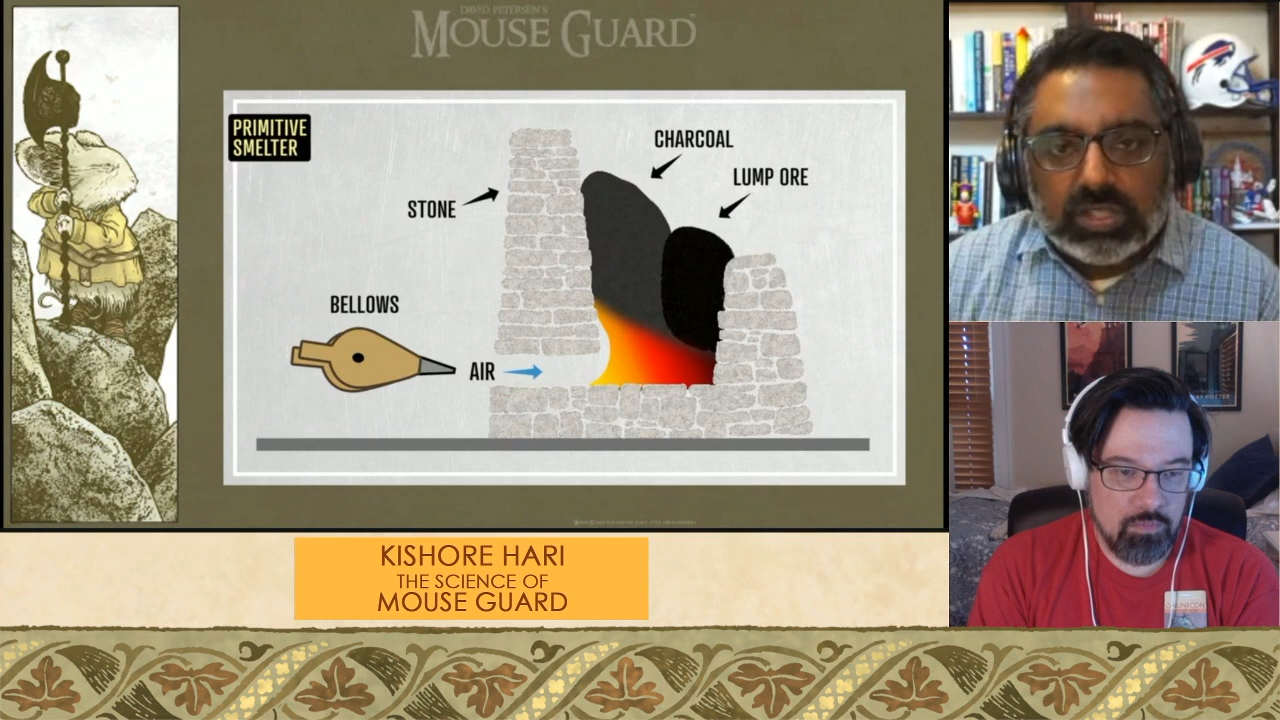 DAVID PETERSEN'S
MOUSE GUARD
PRIMITIVE
SMELTER
CHARCOAL
LUMP ORE
STONE
BELLOWS
AIR
KISHORE HARI
THE SCIENCE OF
MOUSE GUARD